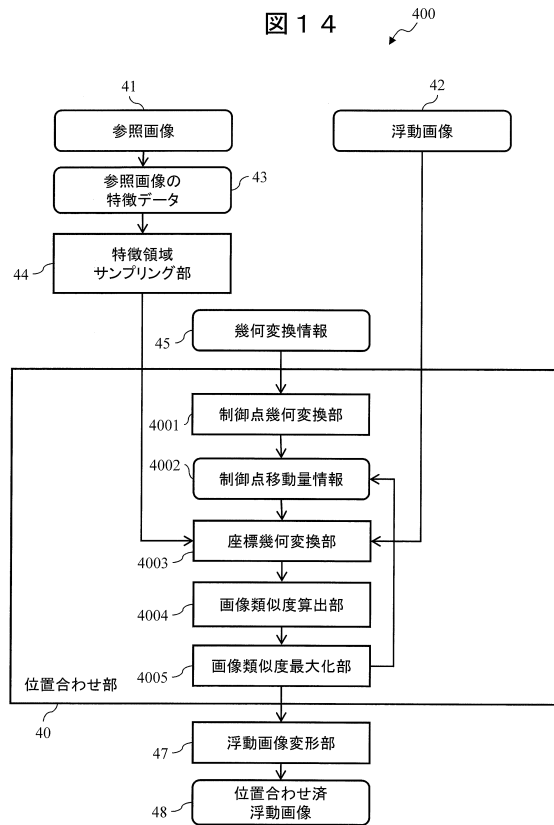 図１４
400
41
参照画像
42
浮動画像
参照画像の
特徴データ
43
特徴領域
サンプリング部
44
幾何変換情報
45
制御点幾何変換部
4001
制御点移動量情報
4002
座標幾何変換部
4003
画像類似度算出部
4004
画像類似度最大化部
4005
位置合わせ部
40
浮動画像変形部
47
位置合わせ済
浮動画像
48